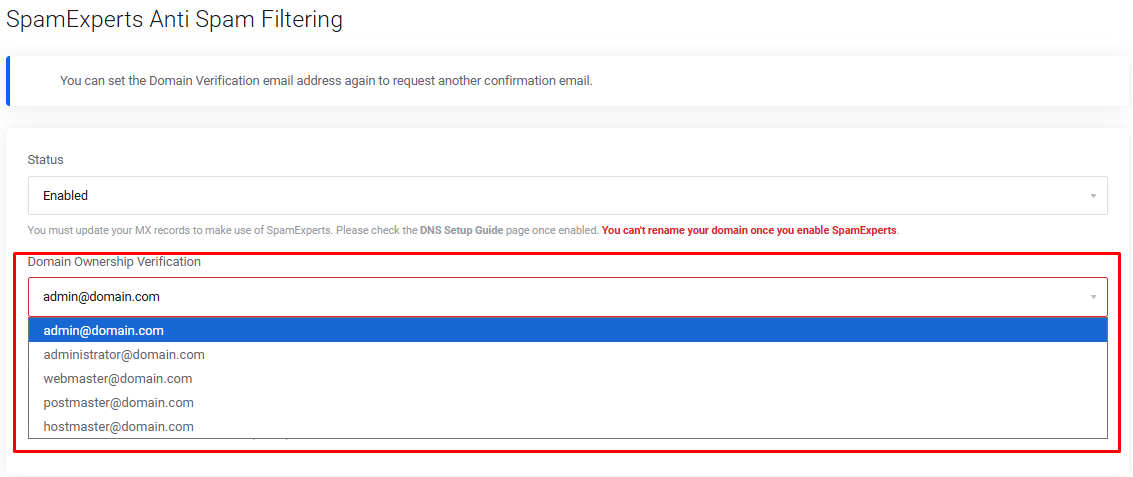 SpamExperts Anti Spam Filtering
You can set the Domain Verification email address again to request another confirmation email.
Status
Enabled
You must update your MX records to make use of SpamExperts. Please check the DNS Setup Guide page once enabled. You can't rename your domain once you enable SpamExperts.
Domain Ownership Verification
admin@domain.com
admin@domain.com
administrator@domain.com
webmaster@domain.com
postmaster@domain.com
hostmaster@domain.com